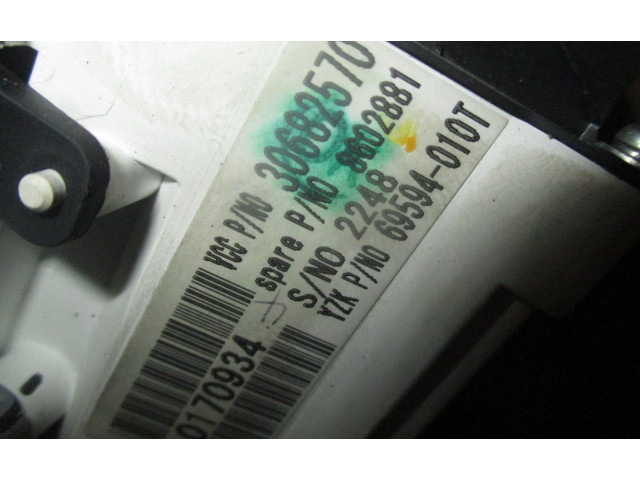 VCC P/NO 30682570
spare P/NO 8602881
S/NO 2248
YZK P/NO 69594-010T
0170934